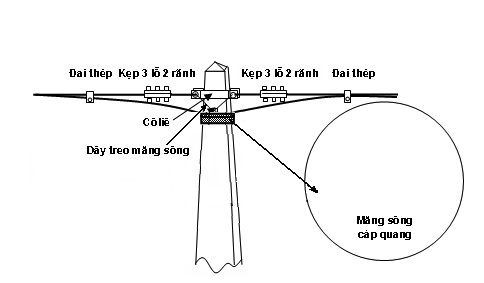 Đai thép Kẹp 3 lỗ 2 rãnh Kẹp 3 lỗ 2 rãnh Đai thép
Cô liê
Dây treo măng sông
Măng sông
cáp quang